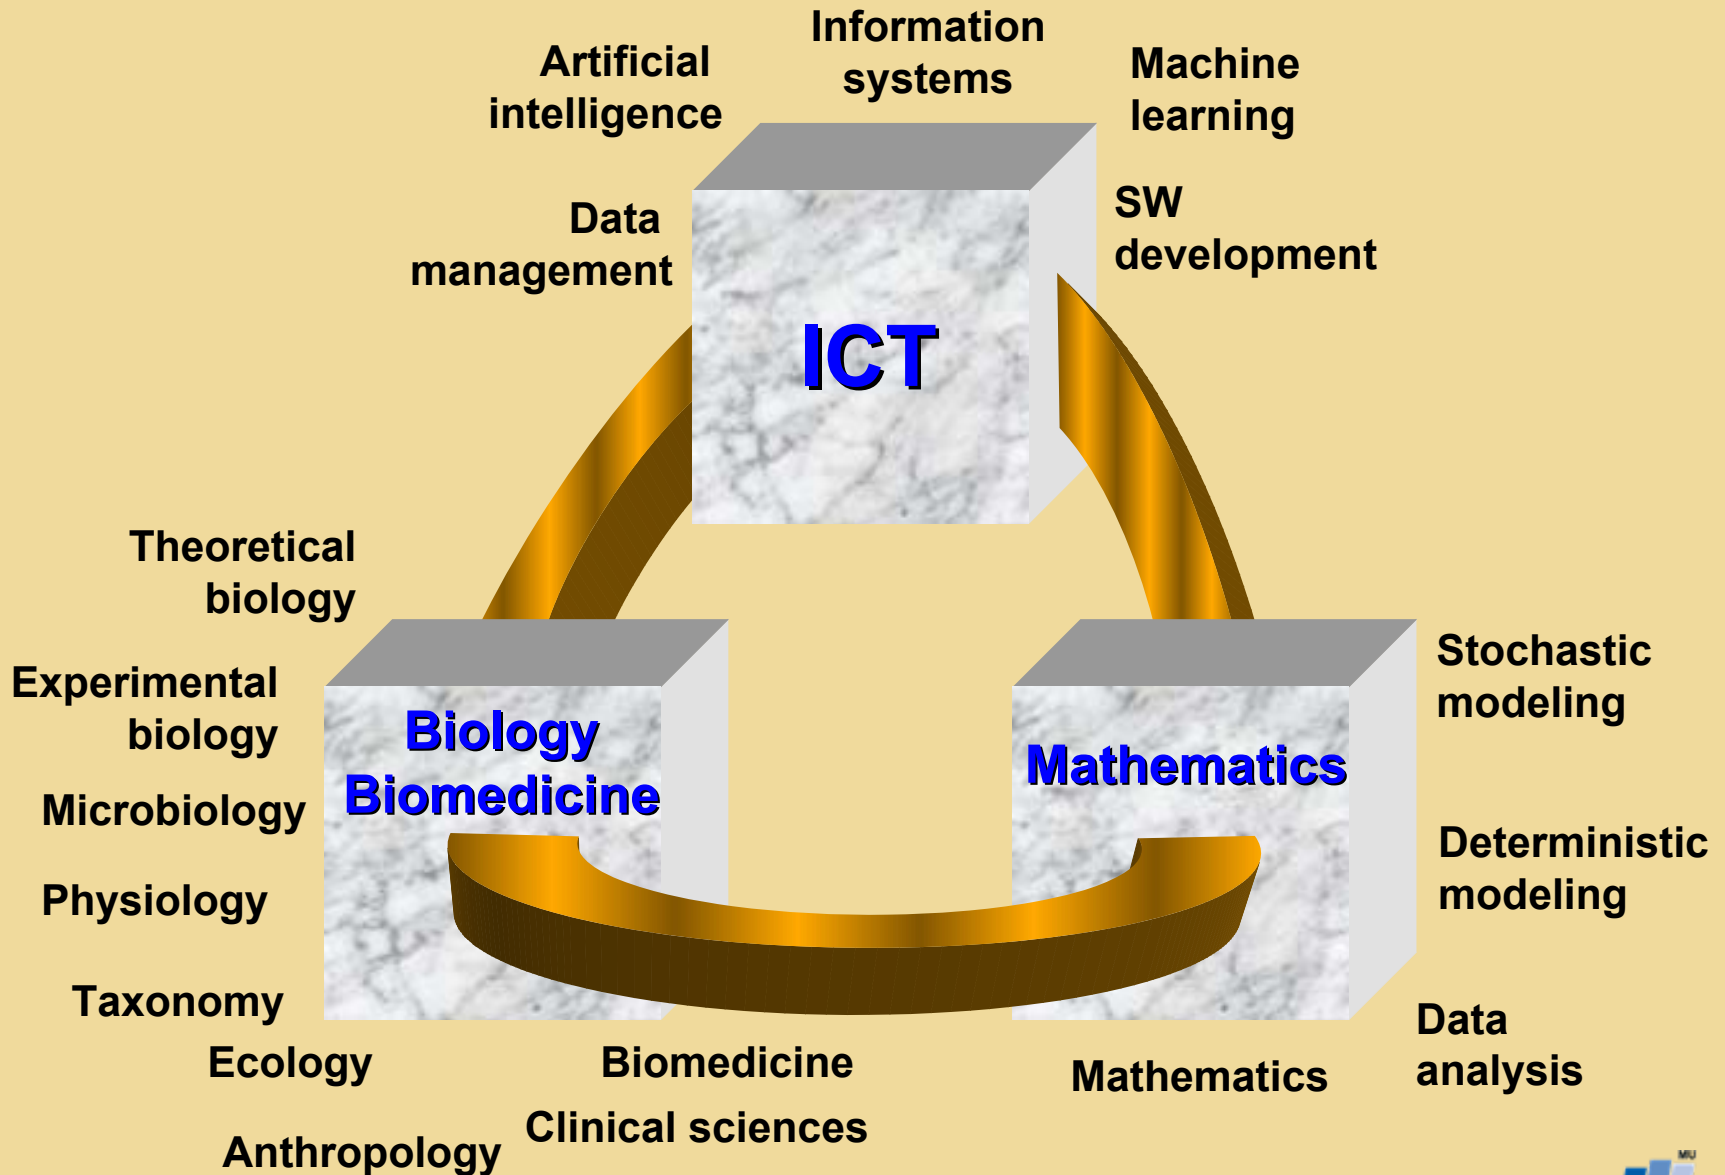 Information
systems
Artificial
intelligence
Machine
learning
Data
management
SW
development
ICT
Theoretical
biology
Experimental
biology
Microbiology
Physiology
Taxonomy
Ecology
Anthropology
Biomedicine
Clinical sciences
Biology
Biomedicine
Mathematics
Stochastic
modeling
Deterministic
modeling
Data
analysis
Mathematics
MU